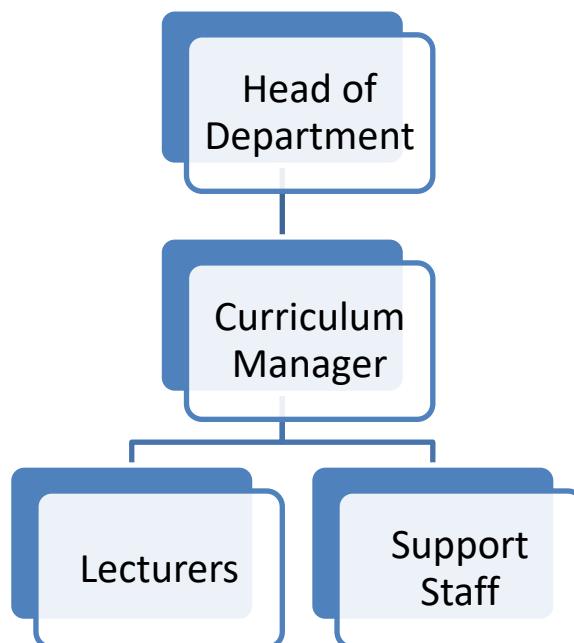 Head of
Department
Curriculum
Manager
Lecturers
Support
Staff